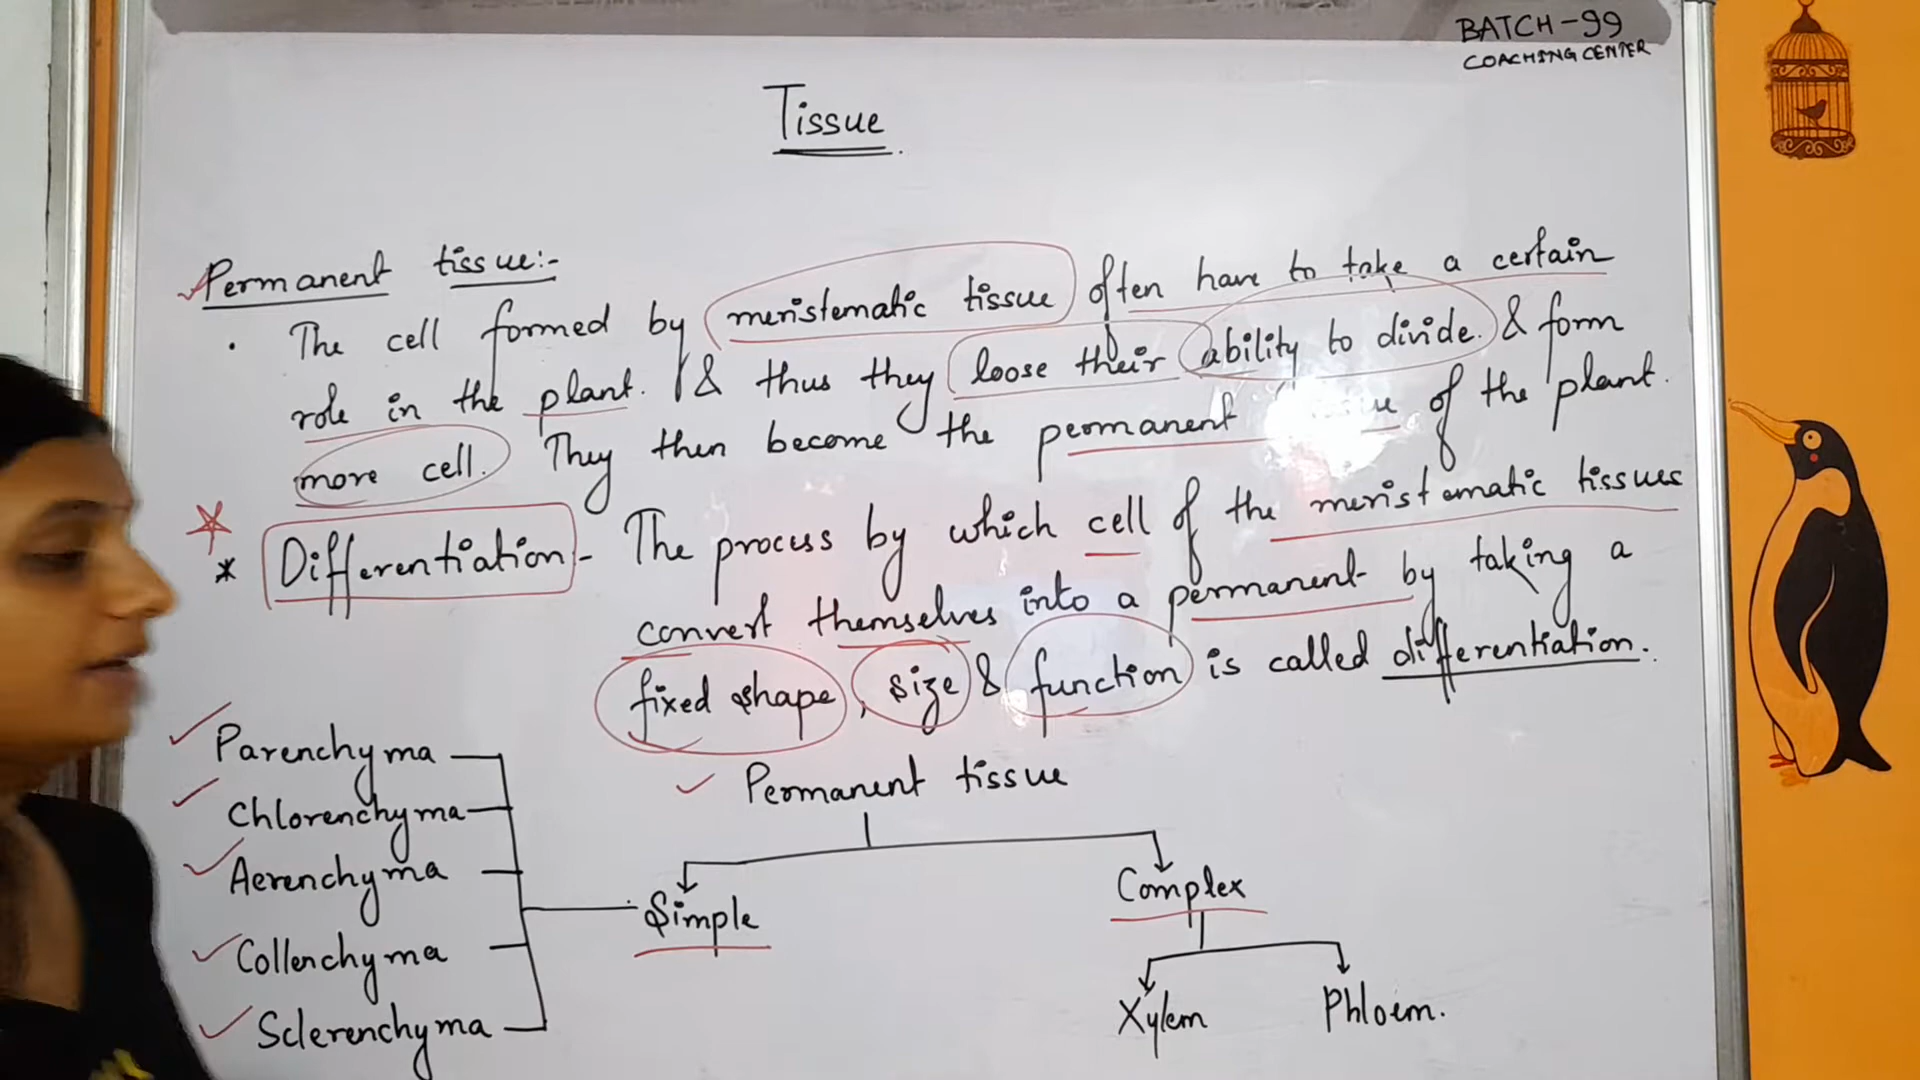 BATCH-99
COACHING CENTER
Tissue.
Permanent tissue:-
• The cell formed by meristematic tissue often have to take a certain
role in the plant. & thus they loose their ability to divide. & form
more cell. They then become the permanent ue of the plant.
* Differentiation - The process by which cell of the meristematic tissues
convert themselves into a permanent by taking a
fixed shape, size & function is called differentiation.
Permanent tissue
Simple
Complex
Parenchyma
Chlorenchyma
Aerenchyma
Collenchyma
Sclerenchyma
Xylem
Phloem.